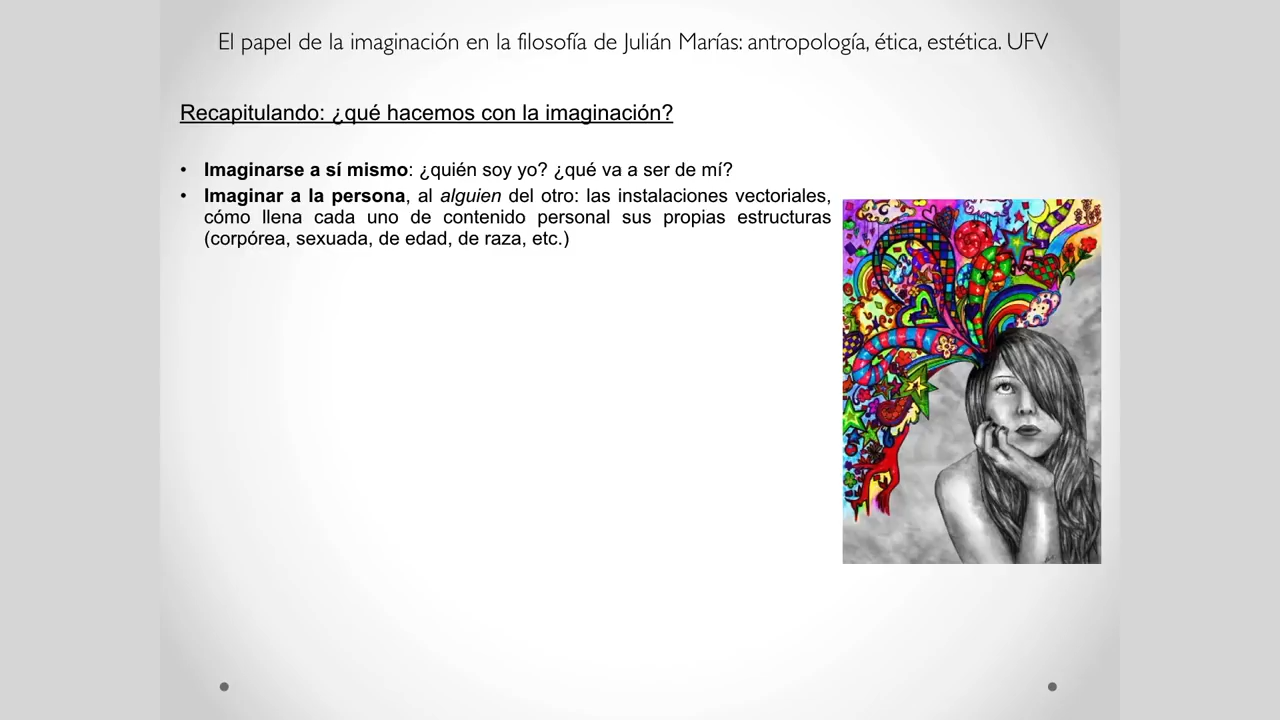 El papel de la imaginación en la filosofía de Julián Marías: antropología, ética, estética. UFV
Recapitulando: ¿qué hacemos con la imaginación?
• Imaginarse a sí mismo: ¿quién soy yo? ¿qué va a ser de mí?
• Imaginar a la persona, al alguien del otro: las instalaciones vectoriales,
cómo llena cada uno de contenido personal sus propias estructuras
(corpórea, sexuada, de edad, de raza, etc.)